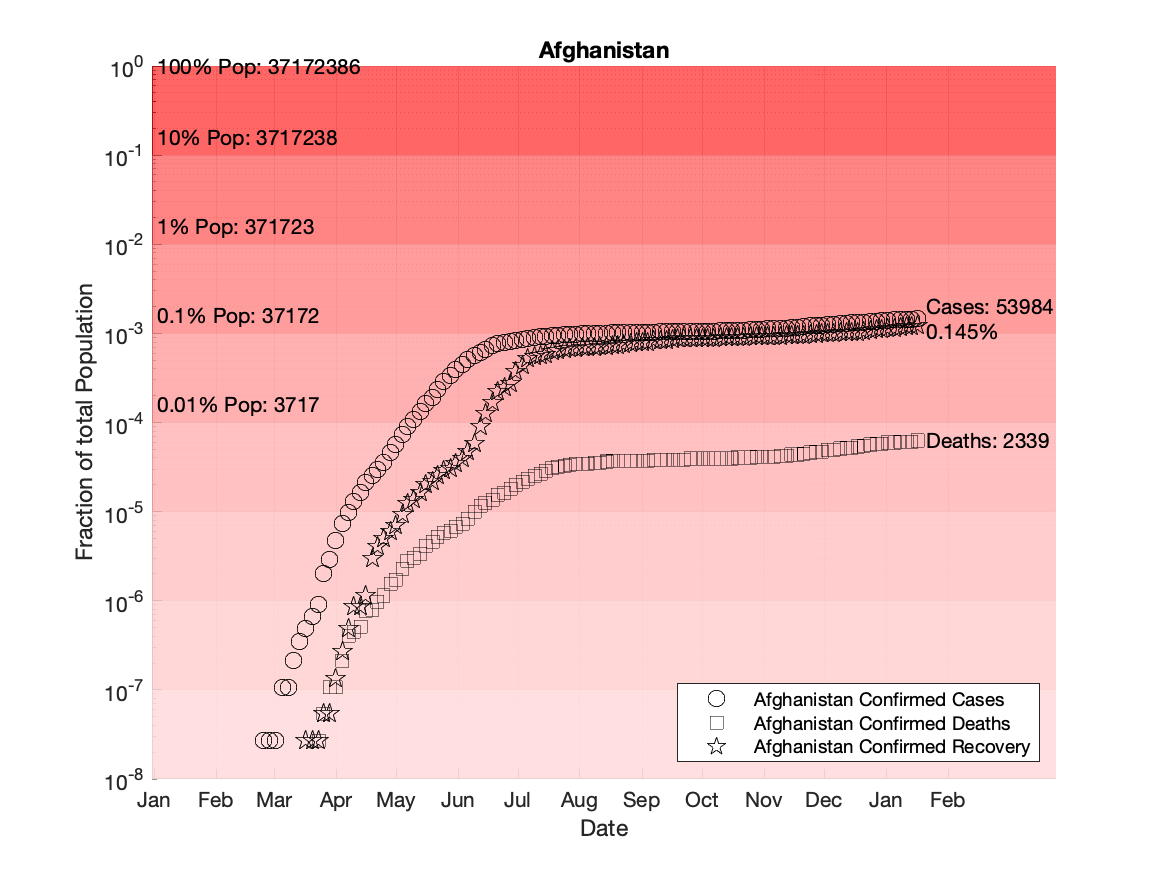 Afghanistan
Fraction of total Population
10^0
10^-1
10^-2
10^-3
10^-4
10^-5
10^-6
10^-7
10^-8
100% Pop: 37172386
10% Pop: 3717238
1% Pop: 371723
0.1% Pop: 37172
0.01% Pop: 3717
Cases: 53984
0.145%
Deaths: 2339
Afghanistan Confirmed Cases
Afghanistan Confirmed Deaths
Afghanistan Confirmed Recovery
Jan Feb Mar Apr May Jun Jul Aug Sep Oct Nov Dec Jan Feb
Date